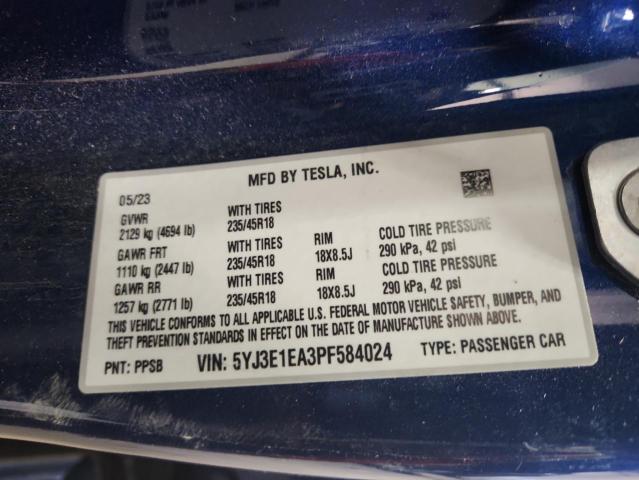 MFD BY TESLA, INC.
05/23
GVWR WITH TIRES
2129 kg (4694 lb) 235/45R18
GAWR FRT WITH TIRES RIM COLD TIRE PRESSURE
1110 kg (2447 lb) 235/45R18 18X8.5J 290 kPa, 42 psi
GAWR RR WITH TIRES RIM COLD TIRE PRESSURE
1257 kg (2771 lb) 235/45R18 18X8.5J 290 kPa, 42 psi
THIS VEHICLE CONFORMS TO ALL APPLICABLE U.S. FEDERAL MOTOR VEHICLE SAFETY, BUMPER, AND
THEFT PREVENTION STANDARDS IN EFFECT ON THE DATE OF MANUFACTURE SHOWN ABOVE.
PNT: PPSB VIN: 5YJ3E1EA3PF584024 TYPE: PASSENGER CAR